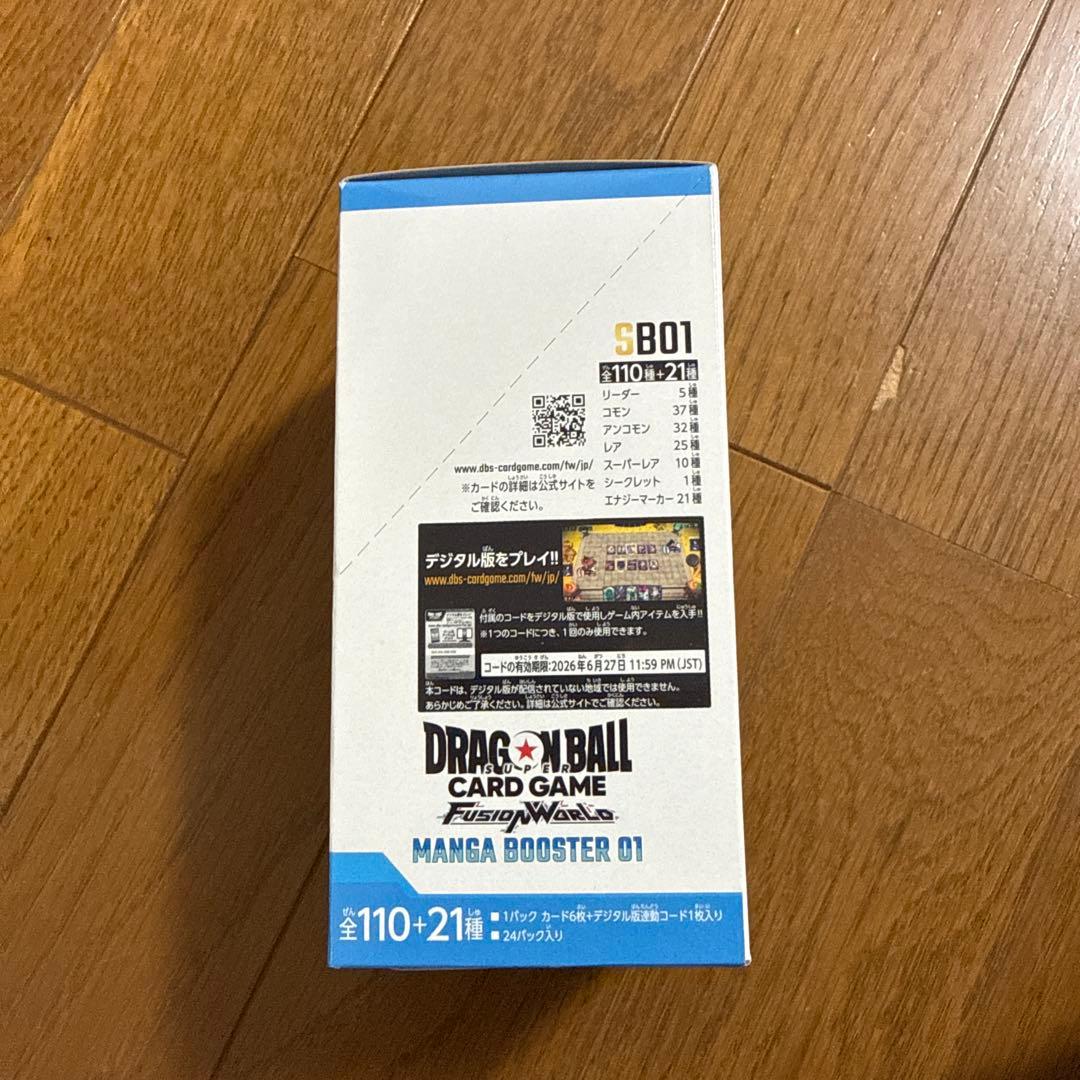 SB01
全110種+21種
リーダー 5種
コモン 37種
アンコモン 32種
レア 25種
スーパーレア 10種
シークレット 1種
エナジーマーカー 21種
www.dbs-cardgame.com/fw/jp/
※カードの詳細は公式サイトを
ご確認ください。
デジタル版をプレイ!!
www.dbs-cardgame.com/fw/jp/
付属のコードをデジタル版で使用しゲーム内アイテムを入手!!
※1つのコードにつき、1回のみ使用できます。
コードの有効期限:2026年6月27日 11:59 PM(JST)
本コードは、デジタル版が配信されていない地域では使用できません。
あらかじめご了承ください。詳細は公式サイトでご確認ください。
DRAGON BALL
SUPER
CARD GAME
FUSION WORLD
MANGA BOOSTER 01
全110+21種
■ 1パック カード6枚+デジタル版連動コード1枚入り
■ 24パック入り